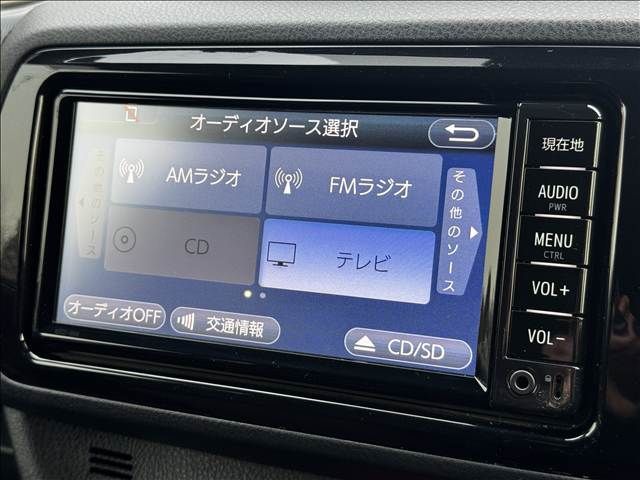 オーディオソース選択
その他のソース
AMラジオ
FMラジオ
その他のソース
CD
テレビ
オーディオOFF
交通情報
CD/SD
現在地
AUDIO
PWR
MENU
CTRL
VOL+
VOL-